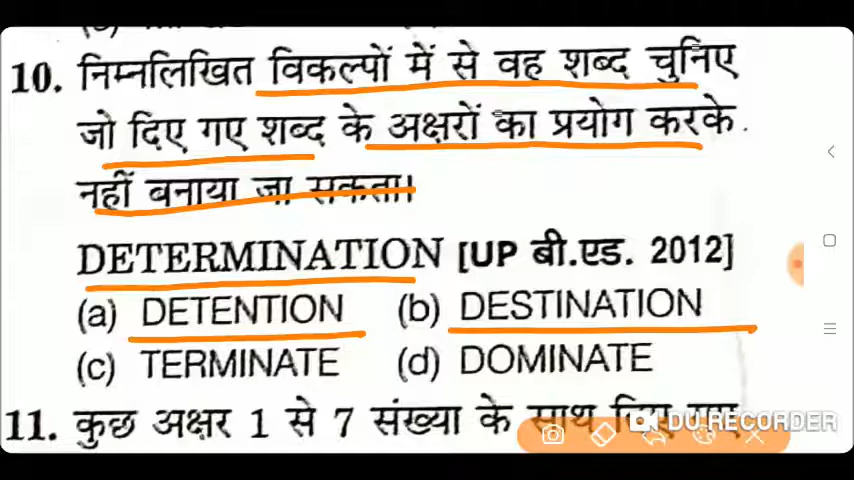 10. निम्नलिखित विकल्पों में से वह शब्द चुनिए
जो दिए गए शब्द के अक्षरों का प्रयोग करके
नहीं बनाया जा सकता।
DETERMINATION [UP बी.एड. 2012]
(a) DETENTION (b) DESTINATION
(c) TERMINATE (d) DOMINATE
11. कुछ अक्षर 1 से 7 संख्या के साथ दिए गए
DU RECORDER